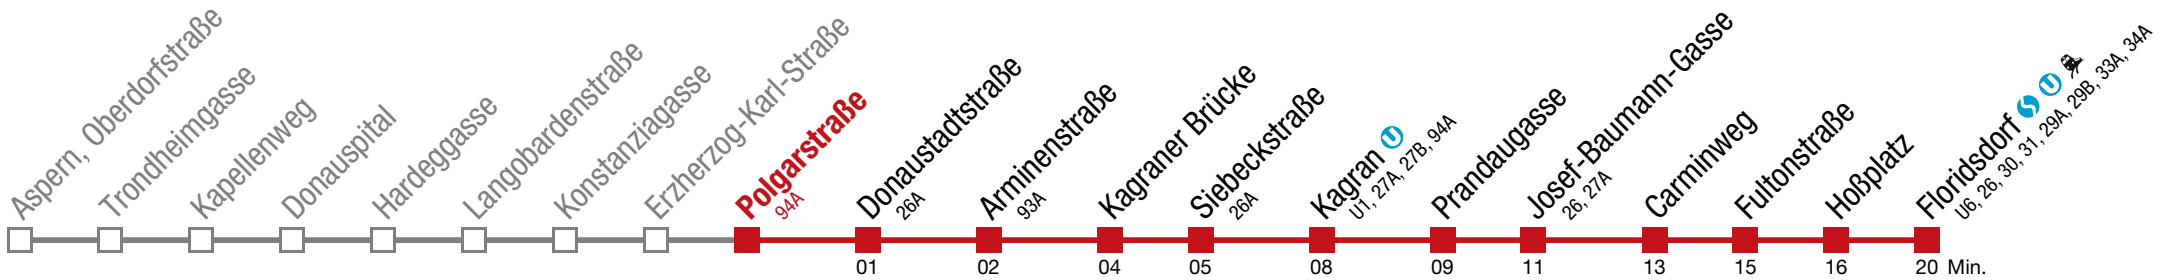 Aspern, Oberdorfstraße
Trondheimgasse
Kapellenweg
Donauspital
Hardeggasse
Langobardenstraße
Konstanziagasse
Erzherzog-Karl-Straße
Polgarstraße
94A
Donaustadtstraße
26A
Arminenstraße
93A
Kagraner Brücke
Siebeckstraße
26A
Kagran U
U1, 27A, 27B, 94A
Prandaugasse
Josef-Baumann-Gasse
26, 27A
Carminweg
Fultonstraße
Hoßplatz
Floridsdorf S U
U6, 26, 30, 31, 29A, 29B, 33A, 34A
01 02 04 05 08 09 11 13 15 16 20 Min.